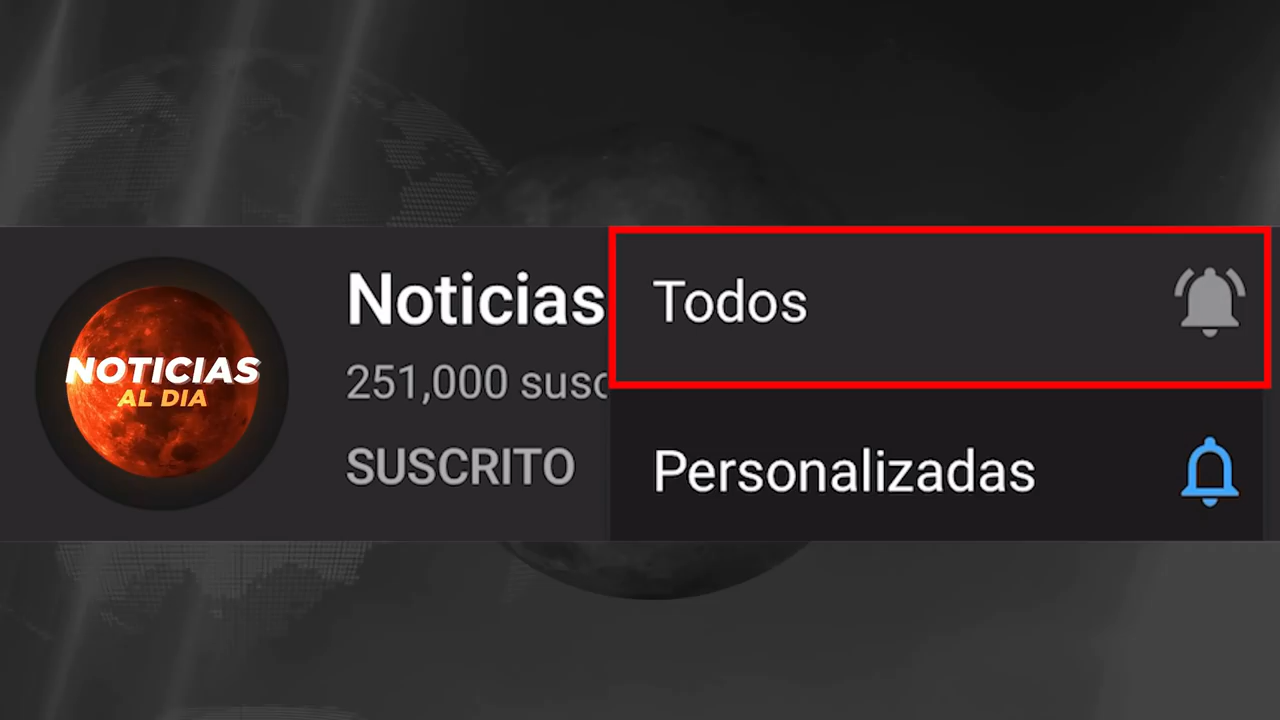 NOTICIAS
AL DIA
Noticias
251,000 susc
SUSCRITO
Todos
Personalizadas